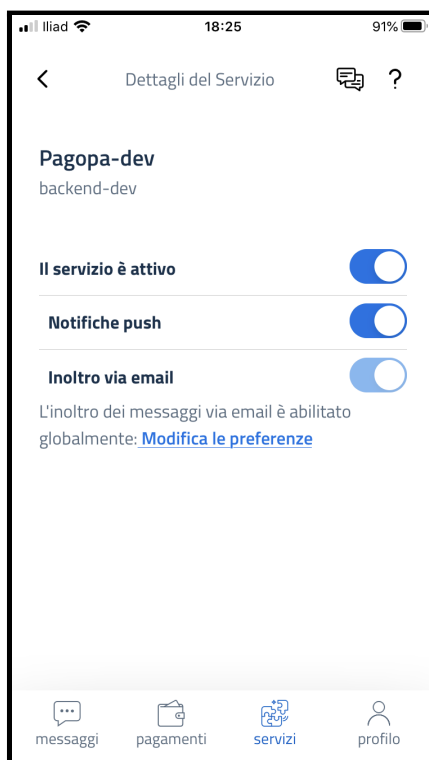 Iliad 18:25 91%
Dettagli del Servizio ?
Pagopa-dev
backend-dev
Il servizio è attivo
Notifiche push
Inoltro via email
L'inoltro dei messaggi via email è abilitato
globalmente: Modifica le preferenze
messaggi pagamenti servizi profilo